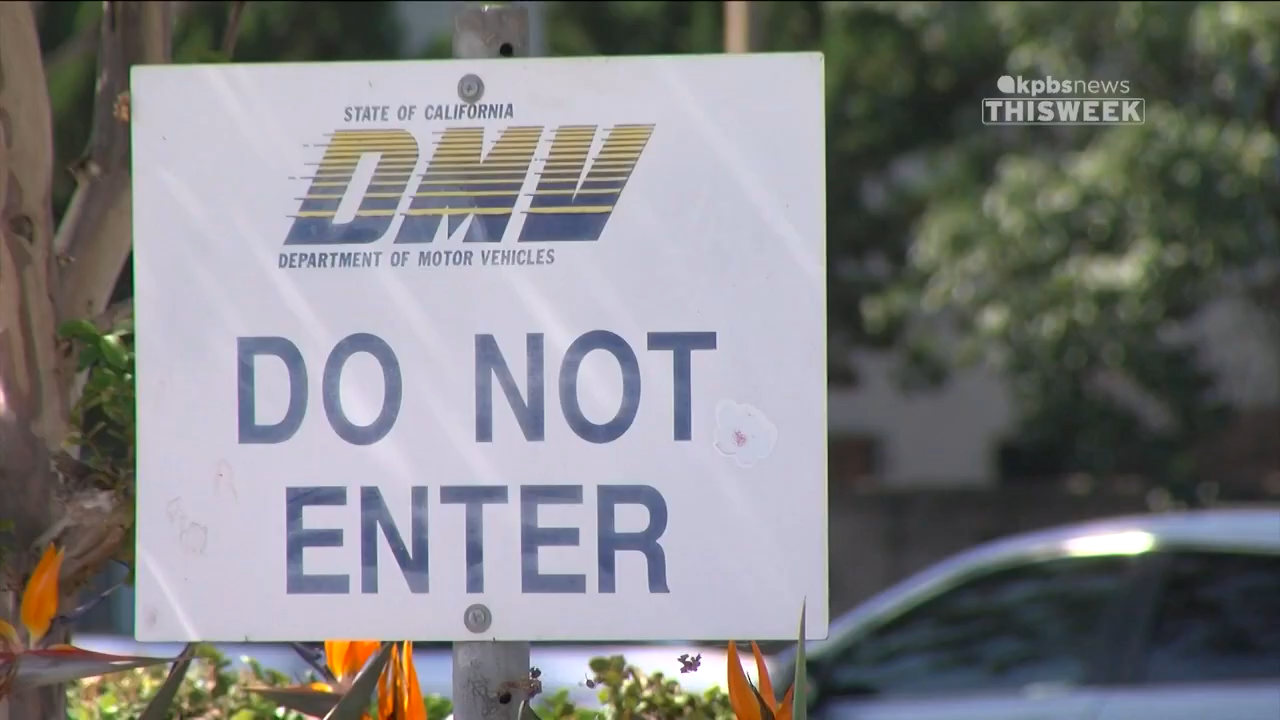 kpbsnews
THISWEEK
STATE OF CALIFORNIA
DMV
DEPARTMENT OF MOTOR VEHICLES
DO NOT
ENTER